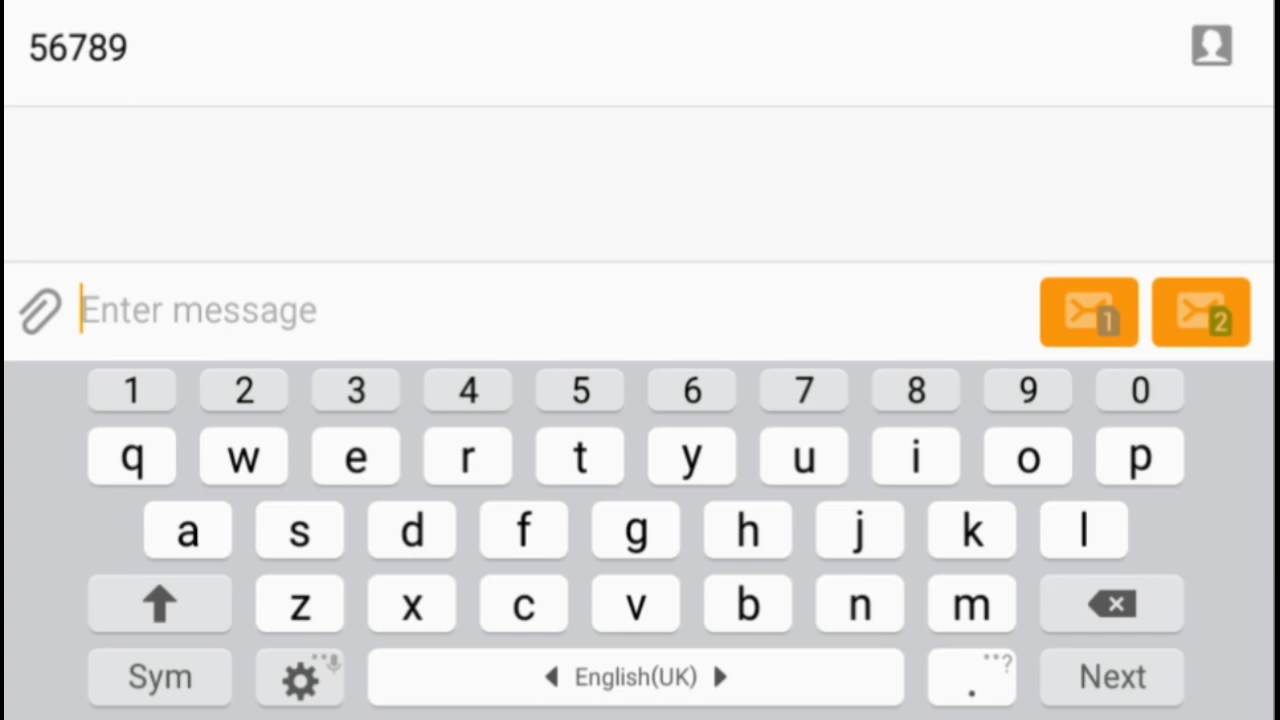 56789
Enter message 1 2
1 2 3 4 5 6 7 8 9 0
q w e r t y u i o p
a s d f g h j k l
z x c v b n m
Sym English(UK) . ? Next